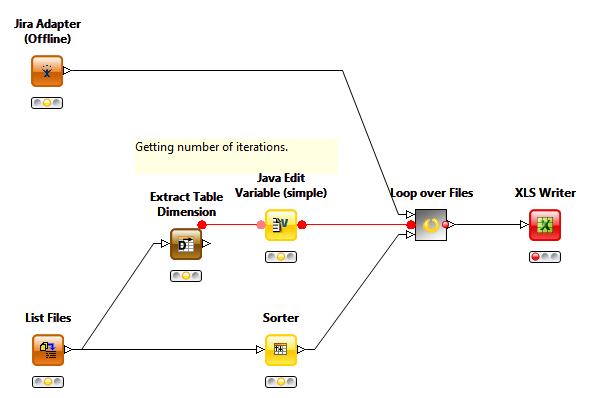 Jira Adapter
(Offline)
Getting number of iterations.
Java Edit
Variable (simple)
Extract Table
Dimension
Loop over Files
XLS Writer
List Files
Sorter